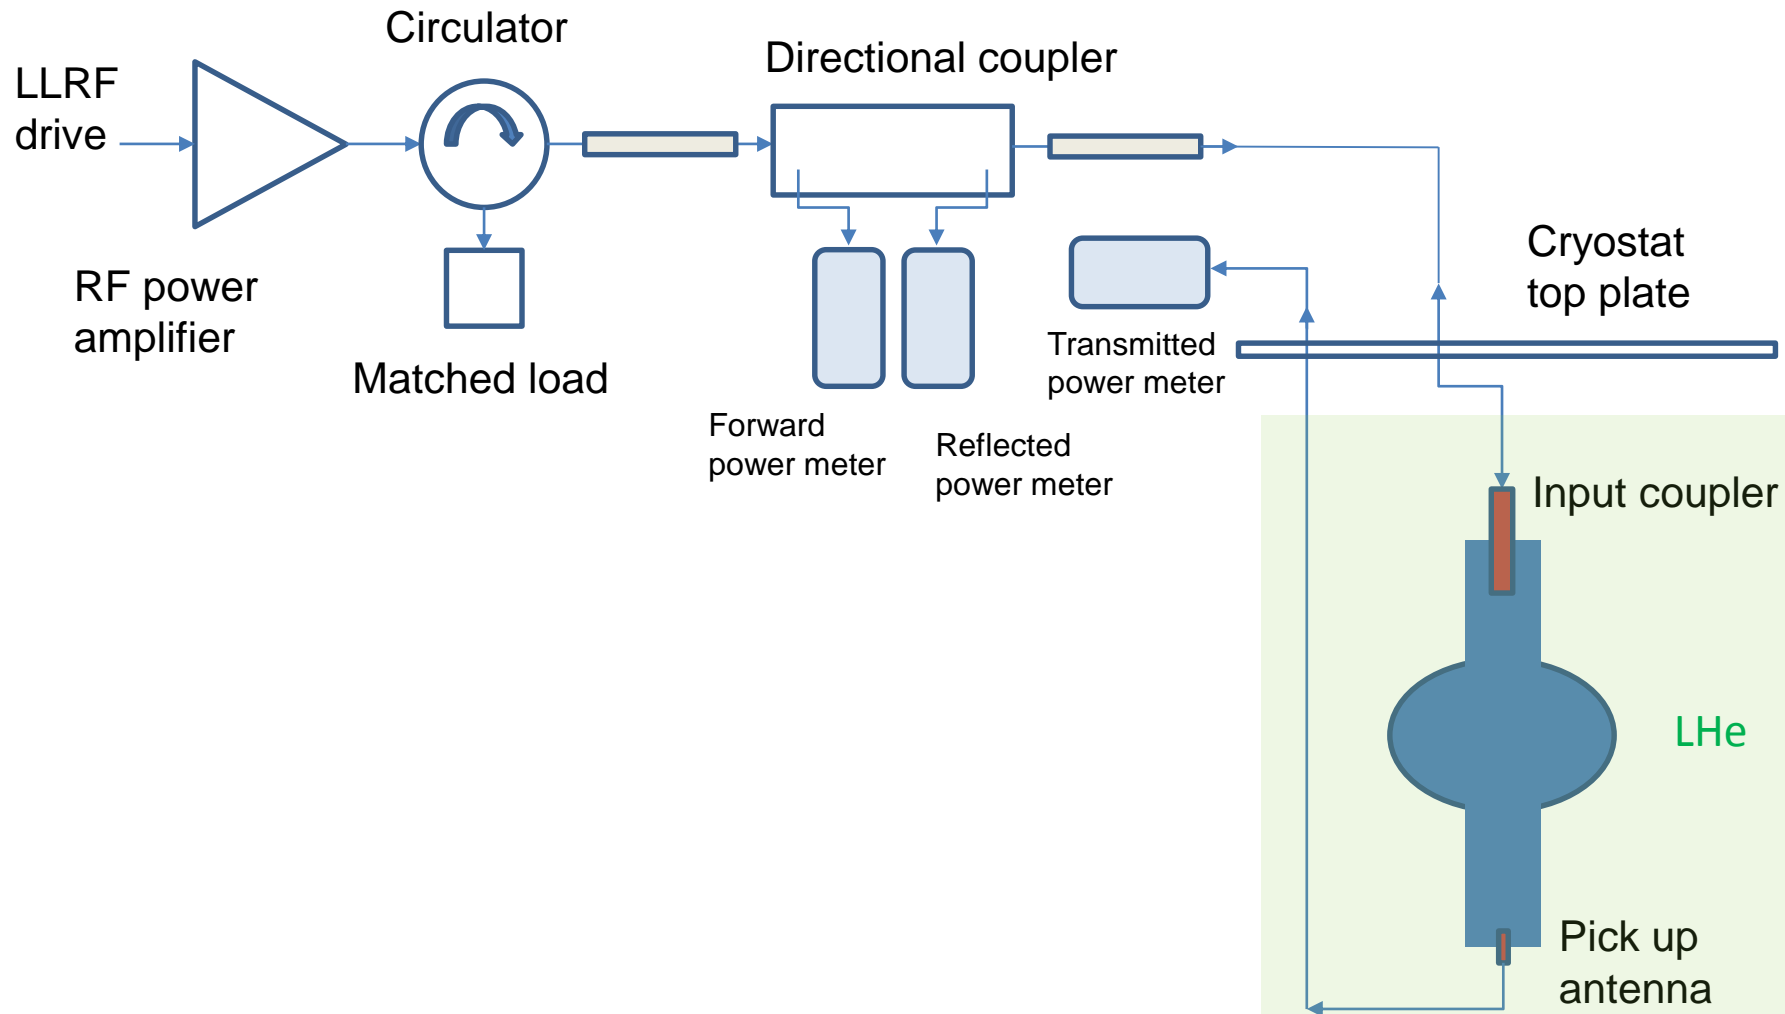 Circulator
LLRF
drive
Directional coupler
RF power
amplifier
Matched load
Forward
power meter
Reflected
power meter
Transmitted
power meter
Cryostat
top plate
Input coupler
LHe
Pick up
antenna